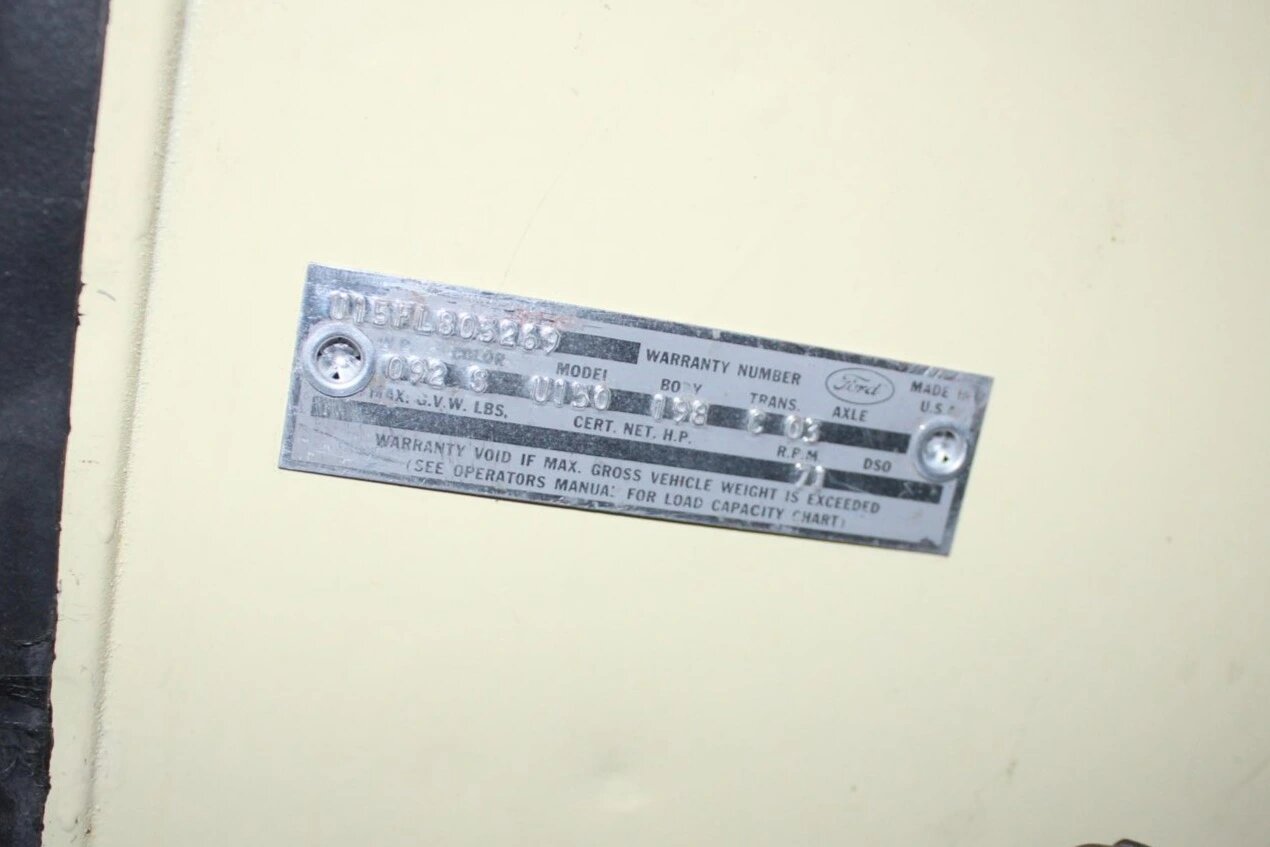 U15FL803269
WARRANTY NUMBER Ford MADE IN U.S.A.
W.B. COLOR MODEL BODY TRANS. AXLE
092 U150 198 C 03
MAX. G.V.W. LBS. CERT. NET. H.P. R.P.M. DSO
71
WARRANTY VOID IF MAX. GROSS VEHICLE WEIGHT IS EXCEEDED
(SEE OPERATORS MANUAL FOR LOAD CAPACITY CHART)